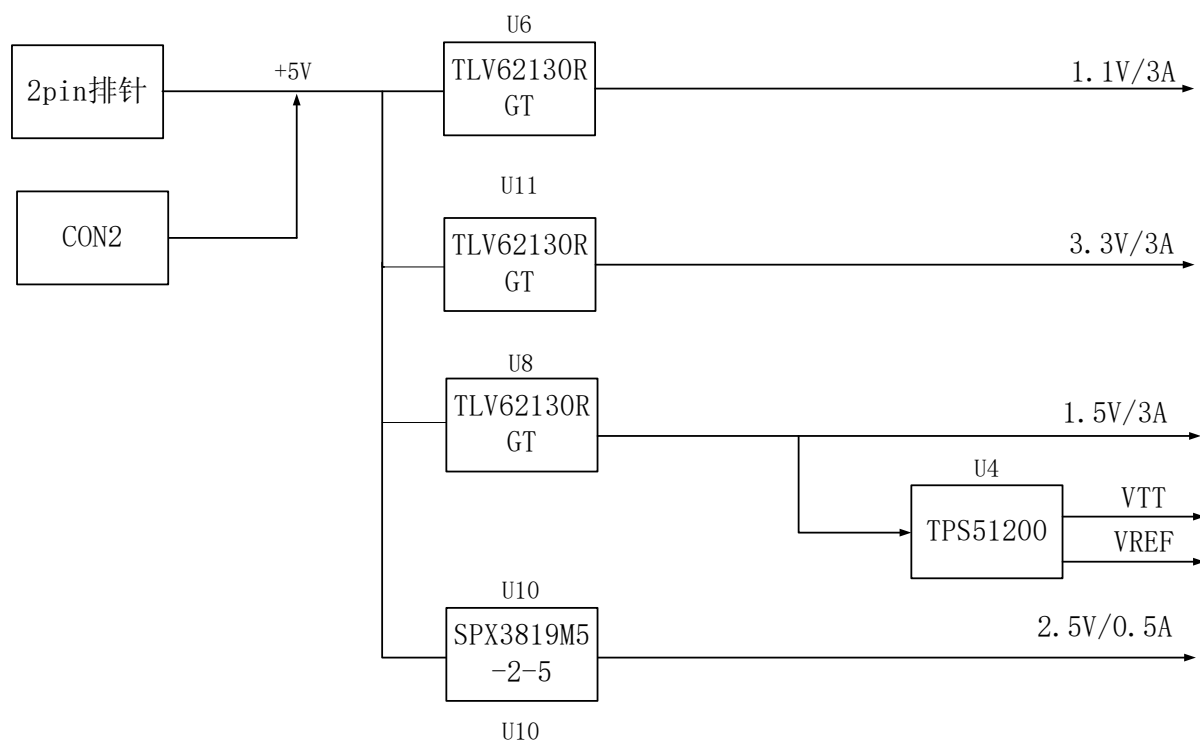 U6
2pin排针
+5V
TLV62130R
GT
1.1V/3A
CON2
U11
TLV62130R
GT
3.3V/3A
U8
TLV62130R
GT
1.5V/3A
U4
TPS51200
VTT
VREF
U10
SPX3819M5
-2-5
2.5V/0.5A
U10